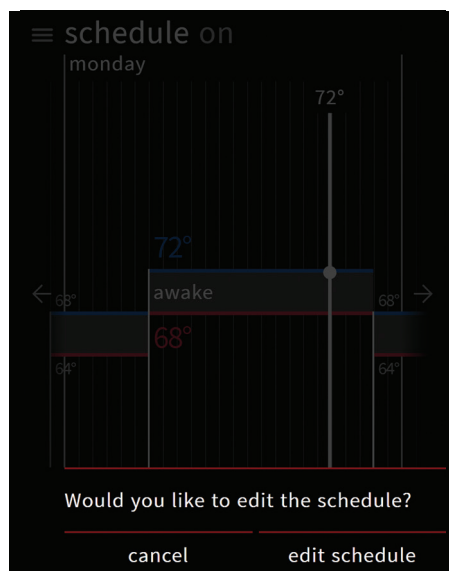 schedule on
monday
72°
72°
awake
68°
68°
68°
64°
64°
Would you like to edit the schedule?
cancel
edit schedule